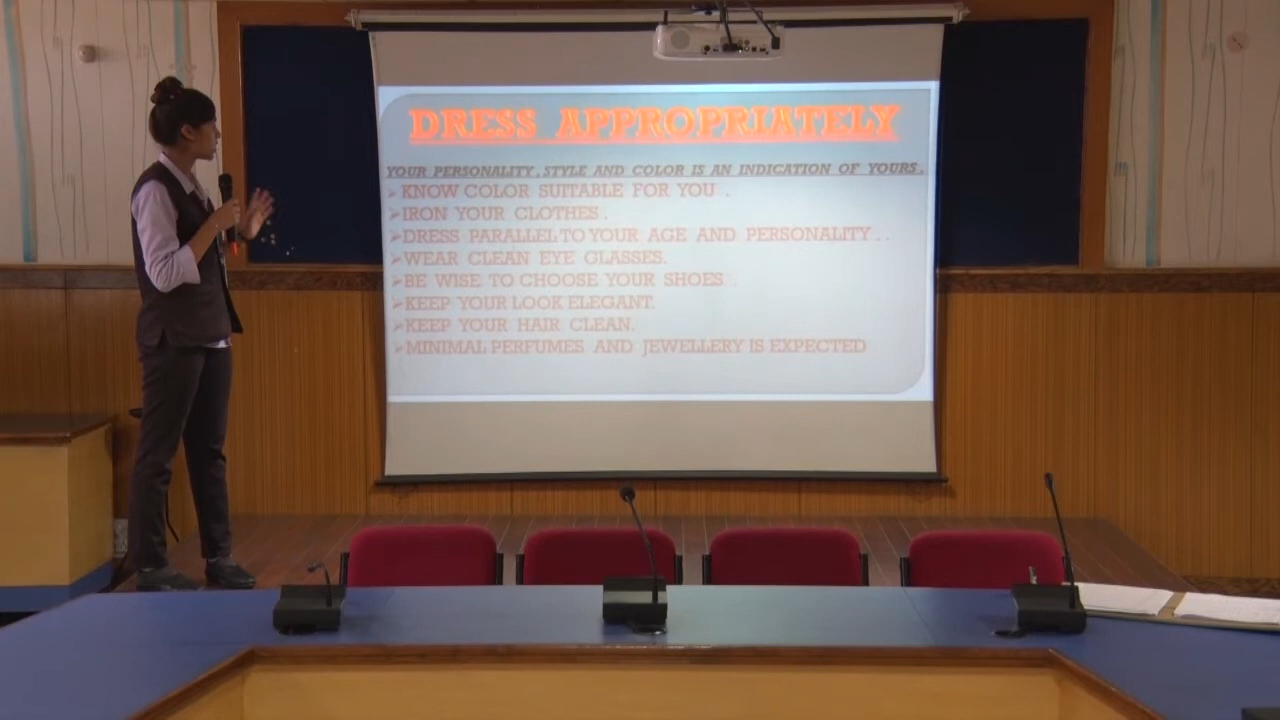 DRESS APPROPRIATELY
YOUR PERSONALITY, STYLE AND COLOR IS AN INDICATION OF YOURS.
➢KNOW COLOR SUITABLE FOR YOU .
➢IRON YOUR CLOTHES .
➢DRESS PARALLEL TO YOUR AGE AND PERSONALITY . .
➢WEAR CLEAN EYE GLASSES.
➢BE WISE TO CHOOSE YOUR SHOES .
➢KEEP YOUR LOOK ELEGANT.
➢KEEP YOUR HAIR CLEAN.
➢MINIMAL PERFUMES AND JEWELLERY IS EXPECTED